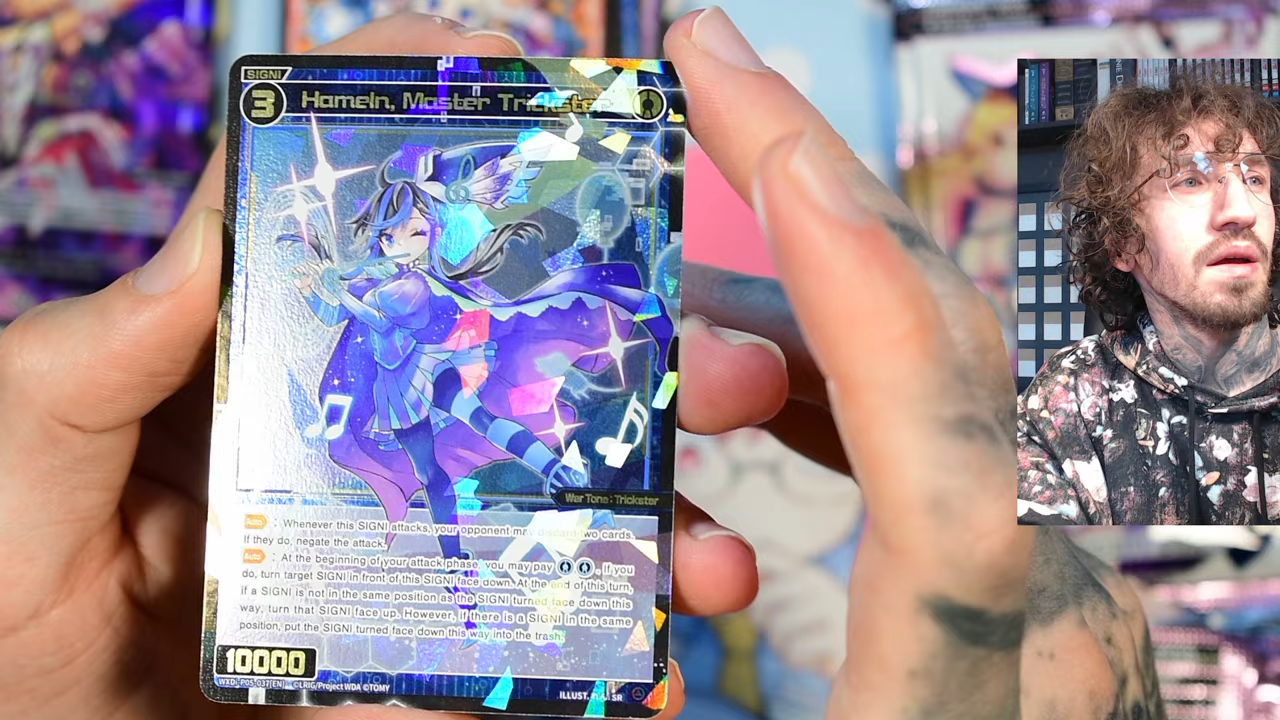 SIGNI
3 Hameln, Master Trickster
War Tone : Trickster
Auto : Whenever this SIGNI attacks, your opponent may discard two cards.
If they do, negate the attack.
Auto : At the beginning of your attack phase, you may pay . If you
do, turn target SIGNI in front of this SIGNI face down. At the end of this turn,
if a SIGNI is not in the same position as the SIGNI turned face down this
way, turn that SIGNI face up. However, if there is a SIGNI in the same
position, put the SIGNI turned face down this way into the trash.
10000
WXDi-P05-037[EN] ©LRIG/Project WDA ©TOMY
ILLUST. SR